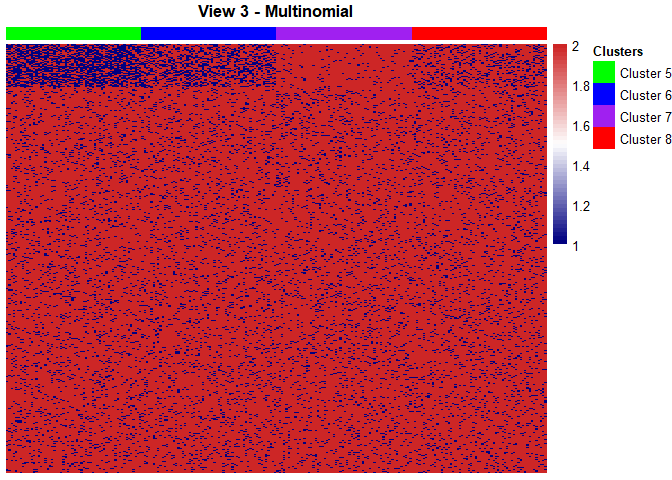 View 3 - Multinomial
2
1.8
1.6
1.4
1.2
1
Clusters
Cluster 5
Cluster 6
Cluster 7
Cluster 8